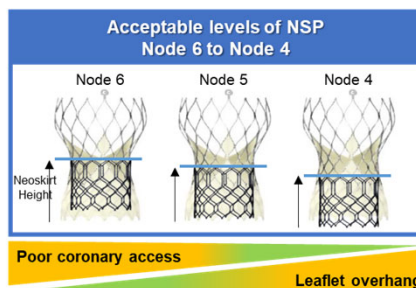 Acceptable levels of NSP
Node 6 to Node 4
Node 6
Node 5
Node 4
Neoskirt
Height
Poor coronary access
Leaflet overhang